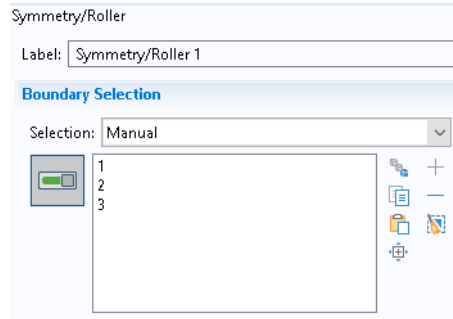 Symmetry/Roller
Label: Symmetry/Roller 1
Boundary Selection
Selection: Manual
1
2
3